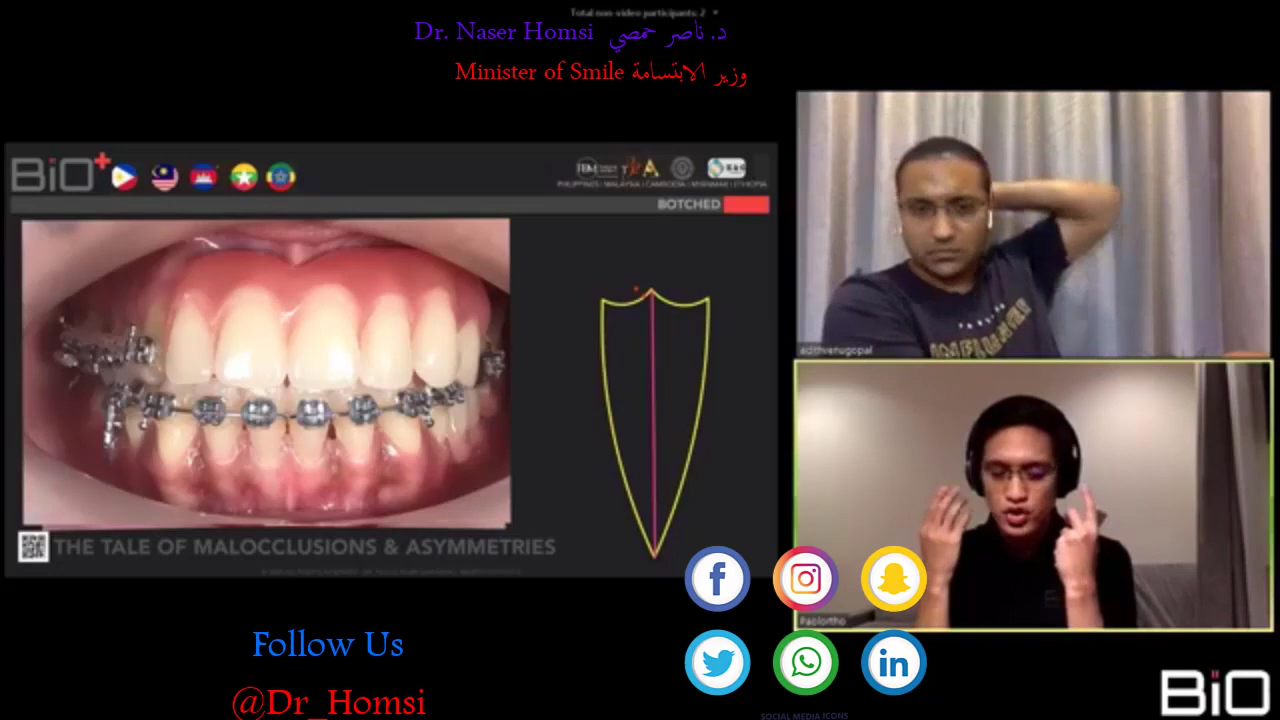 Total non-video participants: 2
Dr. Naser Homsi د. ناصر حمصي
Minister of Smile وزير الابتسامة
BiO+
PHILIPPINES | MALAYSIA | CAMBODIA | MYANMAR | ETHIOPIA
BOTCHED
adithvenugopal
THE TALE OF MALOCCLUSIONS & ASYMMETRIES
Paolortho
Follow Us
@Dr_Homsi
BiO
SOCIAL MEDIA ICONS